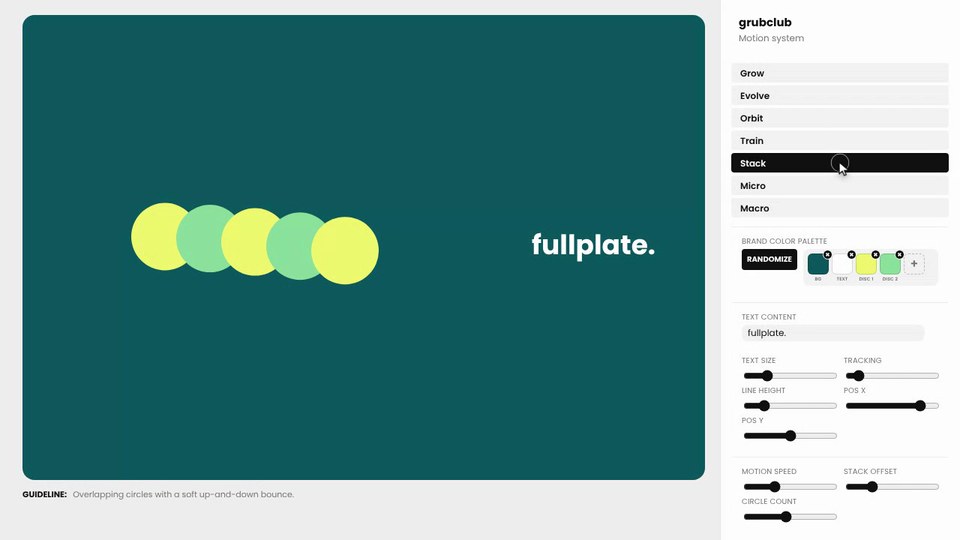 fullplate.
GUIDELINE: Overlapping circles with a soft up-and-down bounce.
grubclub
Motion system
Grow
Evolve
Orbit
Train
Stack
Micro
Macro
BRAND COLOR PALETTE
RANDOMIZE
+
BG TEXT DISC 1 DISC 2
TEXT CONTENT
fullplate.
TEXT SIZE TRACKING
LINE HEIGHT POS X
POS Y
MOTION SPEED STACK OFFSET
CIRCLE COUNT